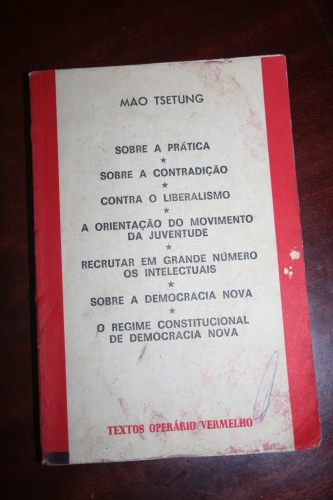 MAO TSETUNG
SOBRE A PRÁTICA
★
SOBRE A CONTRADIÇÃO
★
CONTRA O LIBERALISMO
★
A ORIENTAÇÃO DO MOVIMENTO
DA JUVENTUDE
★
RECRUTAR EM GRANDE NÚMERO
OS INTELECTUAIS
★
SOBRE A DEMOCRACIA NOVA
★
O REGIME CONSTITUCIONAL
DE DEMOCRACIA NOVA
TEXTOS OPERÁRIO VERMELHO